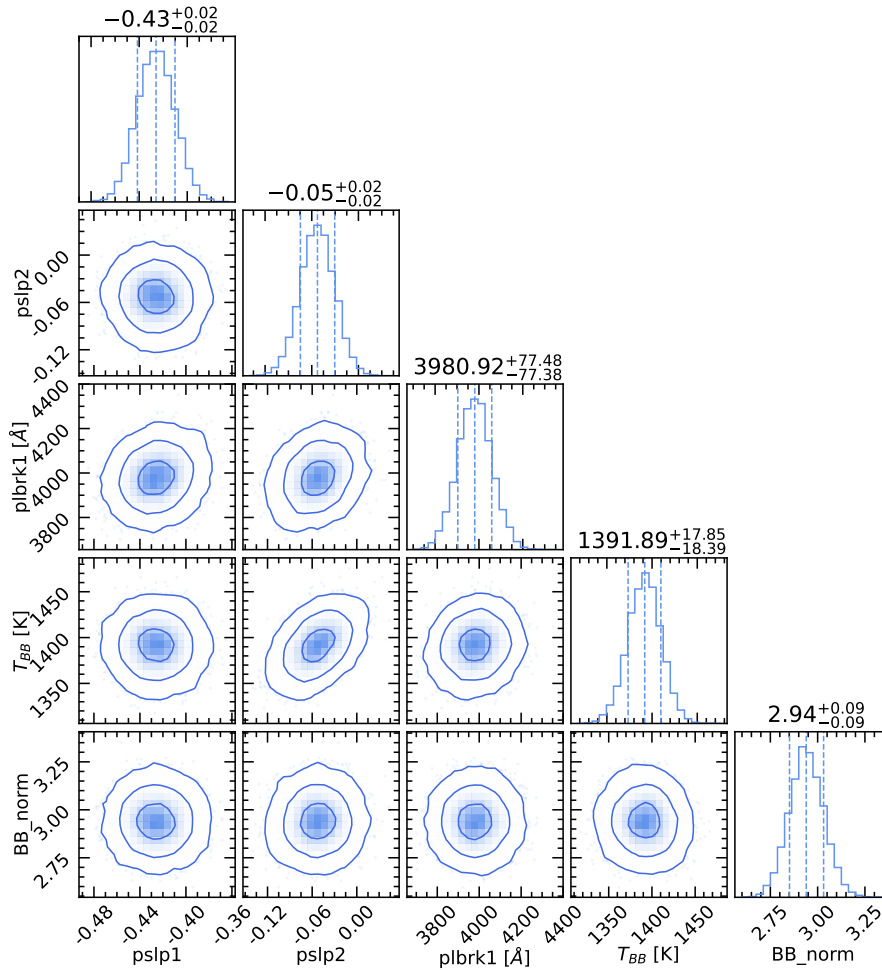 −0.43+0.02−0.02
−0.05+0.02−0.02
pslp2
0.00
-0.06
-0.12
3980.92+77.48−77.38
plbrk1 [Å]
4400
4200
4000
3800
1391.89+17.85−18.39
T_BB [K]
1450
1400
1350
2.94+0.09−0.09
BB_norm
3.25
3.00
2.75
-0.48 -0.44 -0.40 -0.36
pslp1
-0.12 -0.06 0.00
pslp2
3800 4000 4200 4400
plbrk1 [Å]
1350 1400 1450
T_BB [K]
2.75 3.00 3.25
BB_norm